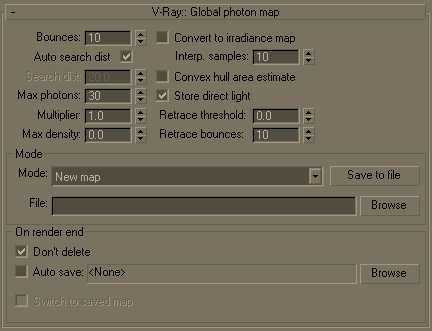 - V-Ray:: Global photon map
Bounces: 10 Convert to irradiance map
Auto search dist Interp. samples: 10
Search dist: 20.0 Convex hull area estimate
Max photons: 30 Store direct light
Multiplier: 1.0 Retrace threshold: 0.0
Max density: 0.0 Retrace bounces: 10
Mode
Mode: New map Save to file
File: Browse
On render end
Don't delete
Auto save: <None> Browse
Switch to saved map